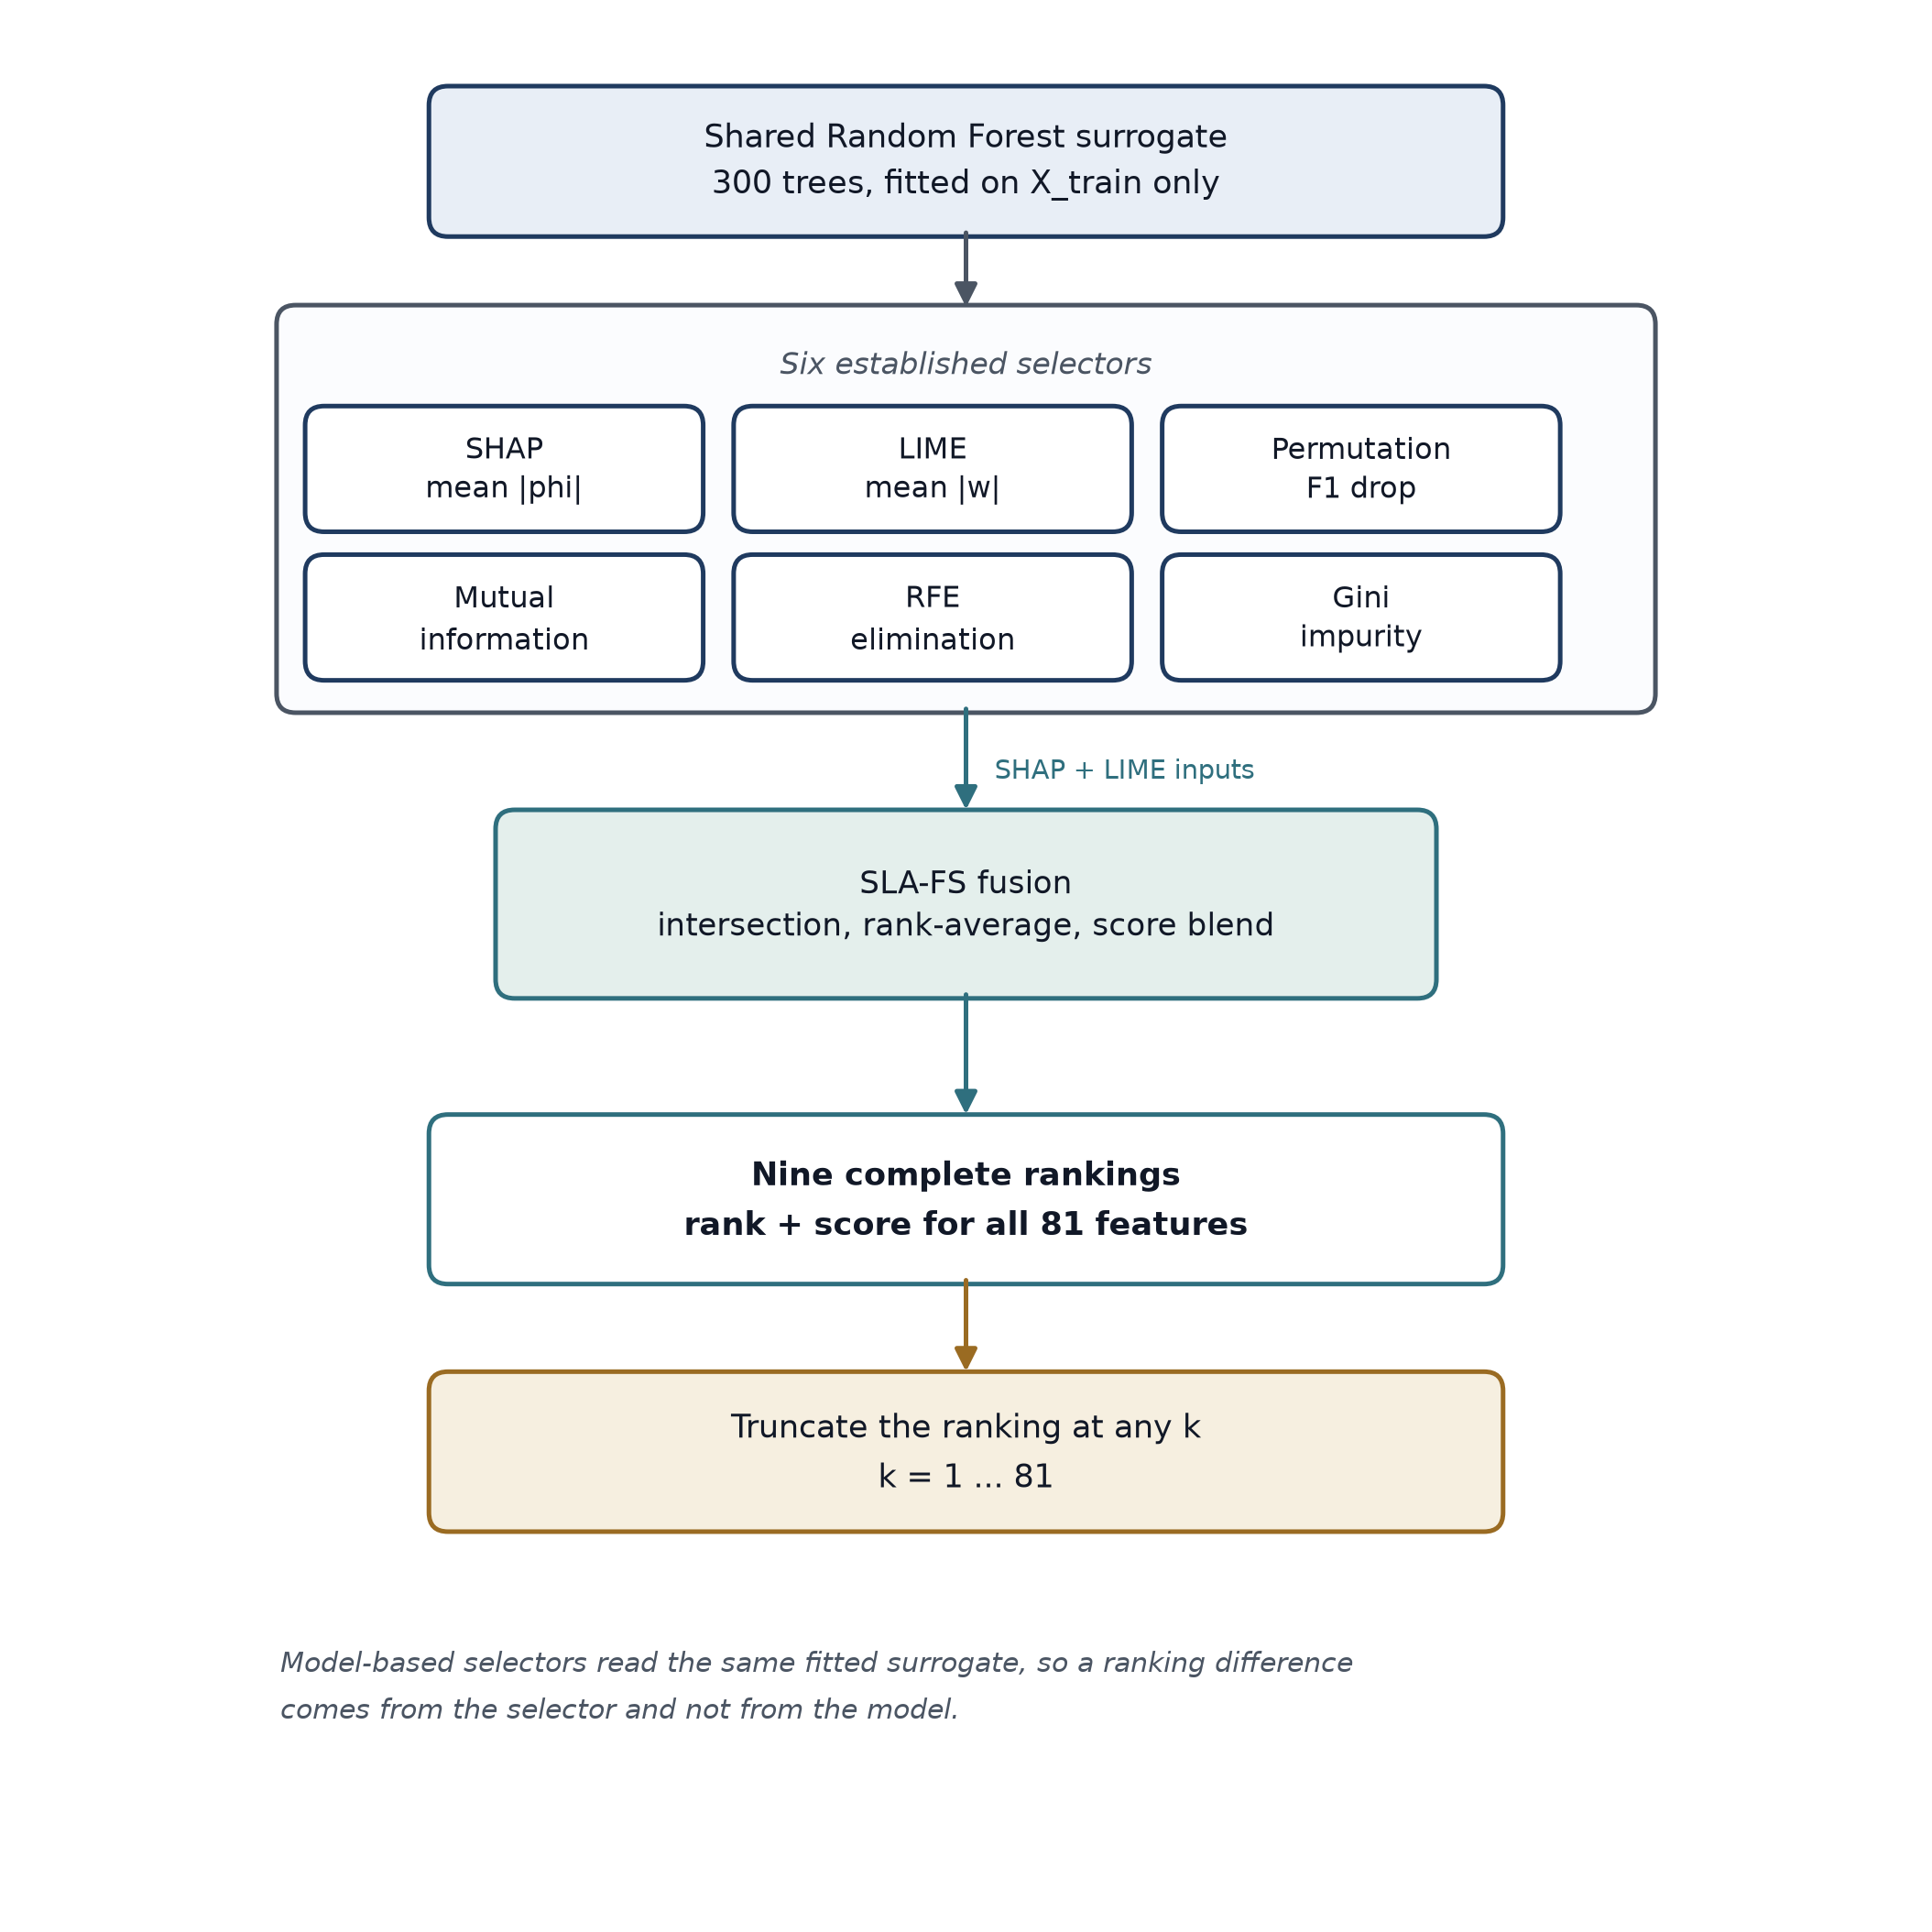 Shared Random Forest surrogate
300 trees, fitted on X_train only
Six established selectors
SHAP
mean |phi|
LIME
mean |w|
Permutation
F1 drop
Mutual
information
RFE
elimination
Gini
impurity
SHAP + LIME inputs
SLA-FS fusion
intersection, rank-average, score blend
Nine complete rankings
rank + score for all 81 features
Truncate the ranking at any k
k = 1 ... 81
Model-based selectors read the same fitted surrogate, so a ranking difference
comes from the selector and not from the model.